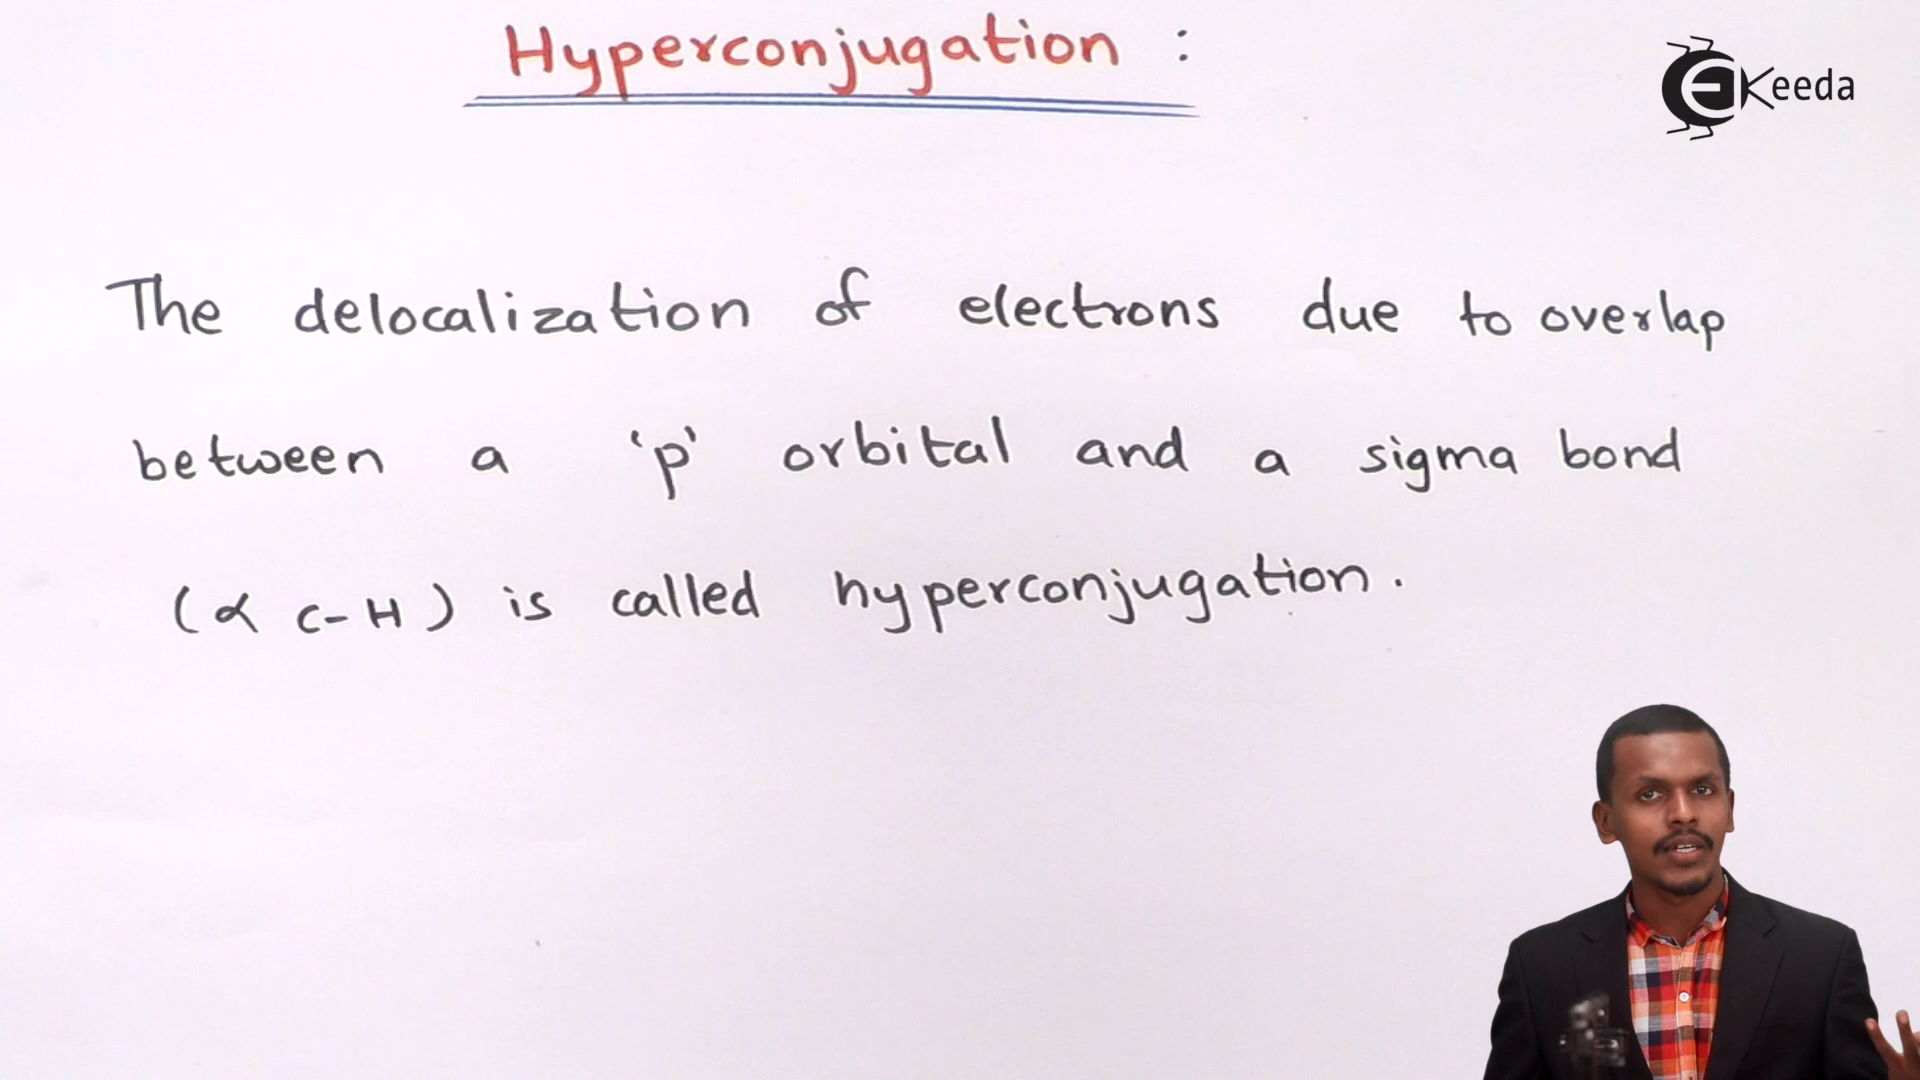 Hyperconjugation :
Keeda
The delocalization of electrons due to overlap
between a 'p' orbital and a sigma bond
(α C-H) is called hyperconjugation.